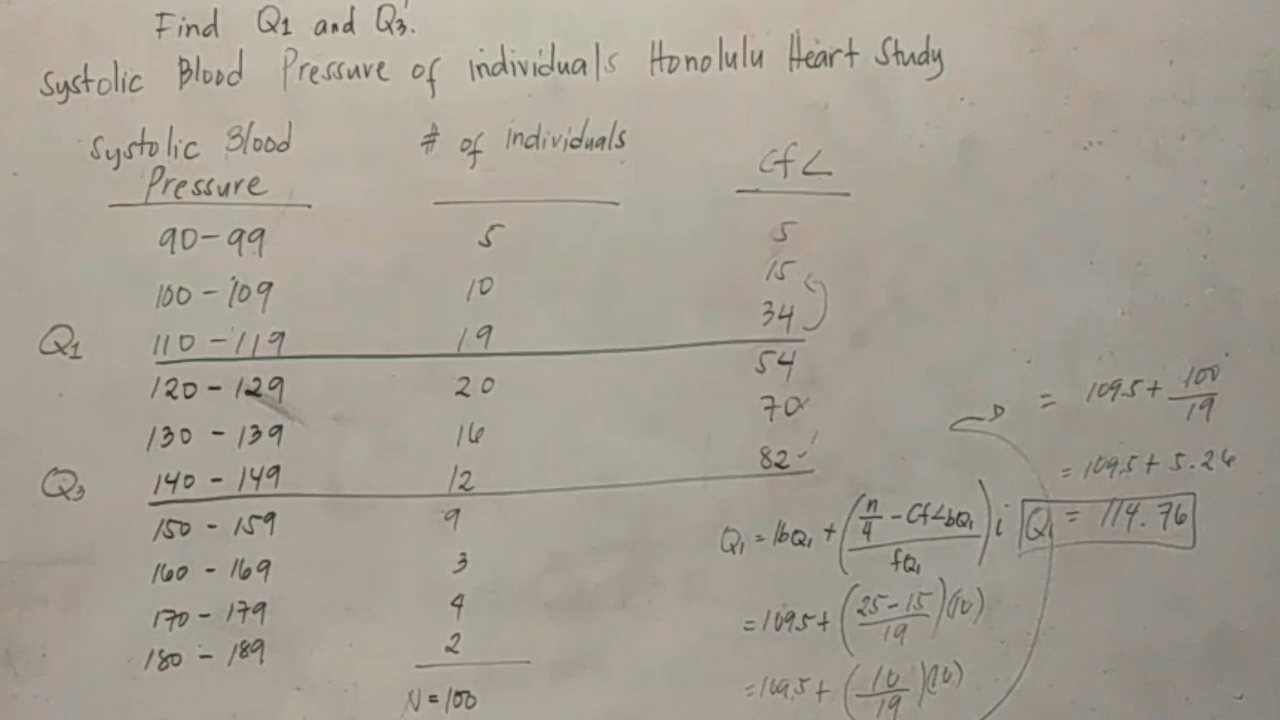 Find Q1 and Q3.
Systolic Blood Pressure of individuals Honolulu Heart Study
Systolic Blood Pressure # of individuals cf<
90-99 5 5
100-109 10 15
Q1 110-119 19 34
120-129 20 54
130-139 16 70
Q3 140-149 12 82
150-159 9
160-169 3
170-179 4
180-189 2
N=100
Q1 = lbQ1 + (n/4 - cf<bQ1 / fQ1) i
= 109.5 + (25-15 / 19)(10)
= 109.5 + (10/19)(10)
= 109.5 + 100/19
= 109.5 + 5.26
Q1 = 114.76